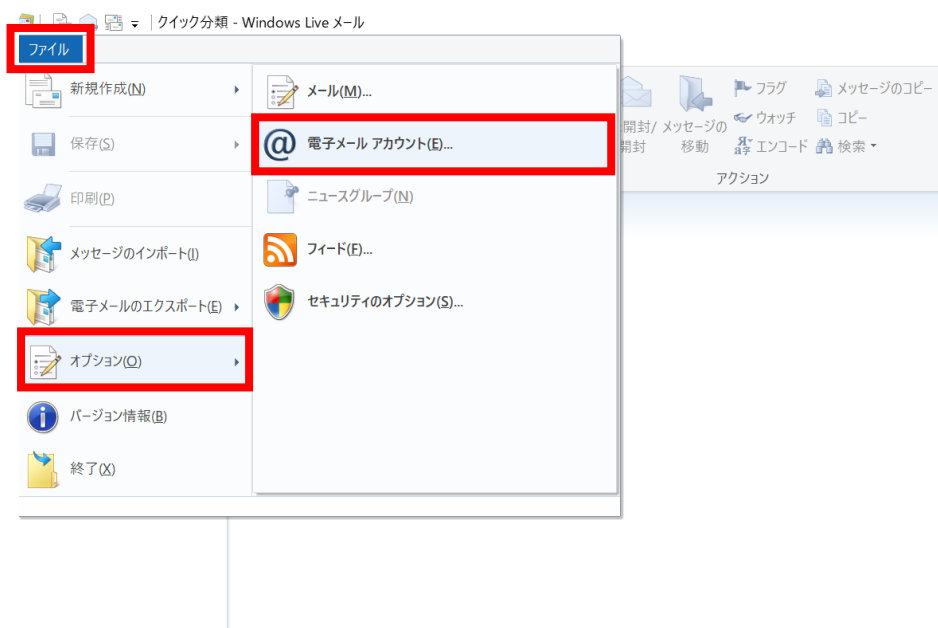 クイック分類 - Windows Live メール
ファイル
新規作成(N)
保存(S)
印刷(P)
メッセージのインポート(I)
電子メールのエクスポート(E)
オプション(O)
バージョン情報(B)
終了(X)
メール(M)...
電子メール アカウント(E)...
ニュースグループ(N)
フィード(F)...
セキュリティのオプション(S)...
開封/
開封
メッセージの
移動
フラグ
ウォッチ
エンコード
メッセージのコピー
コピー
検索
アクション